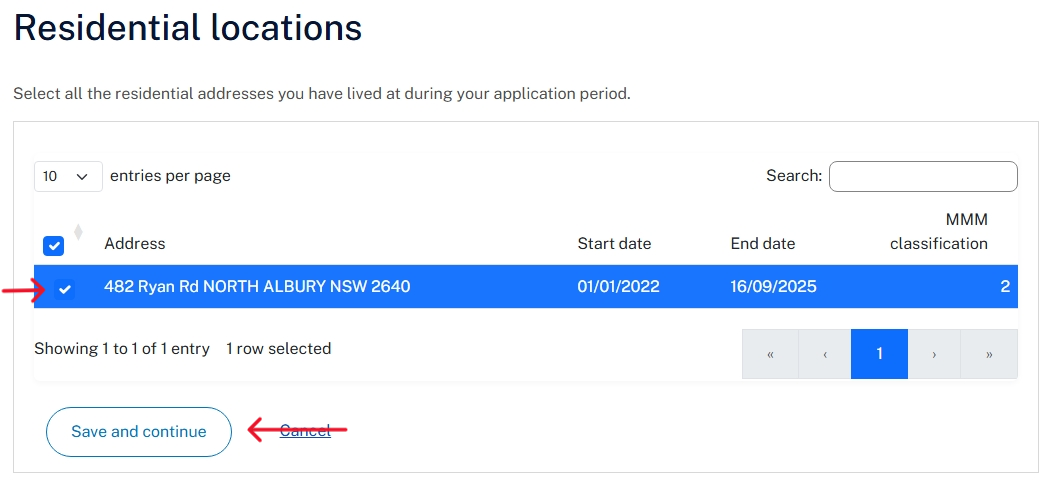 Residential locations
Select all the residential addresses you have lived at during your application period.
10 entries per page Search:
MMM
Address Start date End date classification
482 Ryan Rd NORTH ALBURY NSW 2640 01/01/2022 16/09/2025 2
Showing 1 to 1 of 1 entry 1 row selected « ‹ 1 › »
Save and continue Cancel